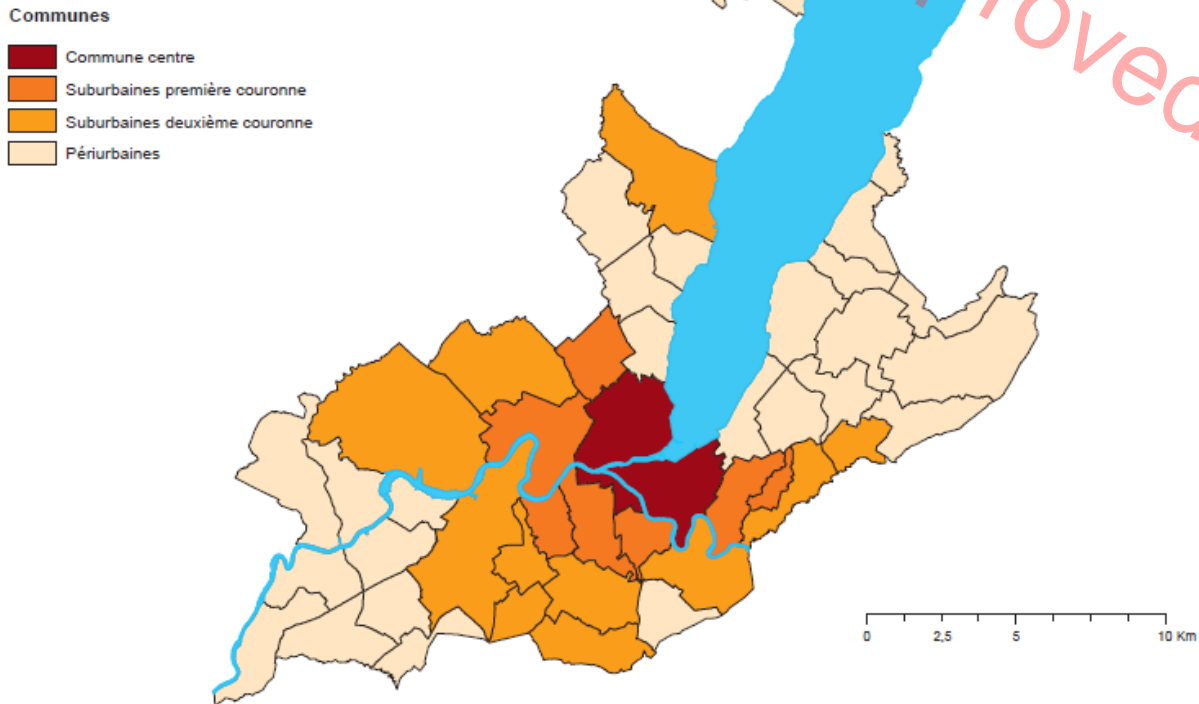 Communes
Commune centre
Suburbaines première couronne
Suburbaines deuxième couronne
Périurbaines
0 2,5 5 10 Km